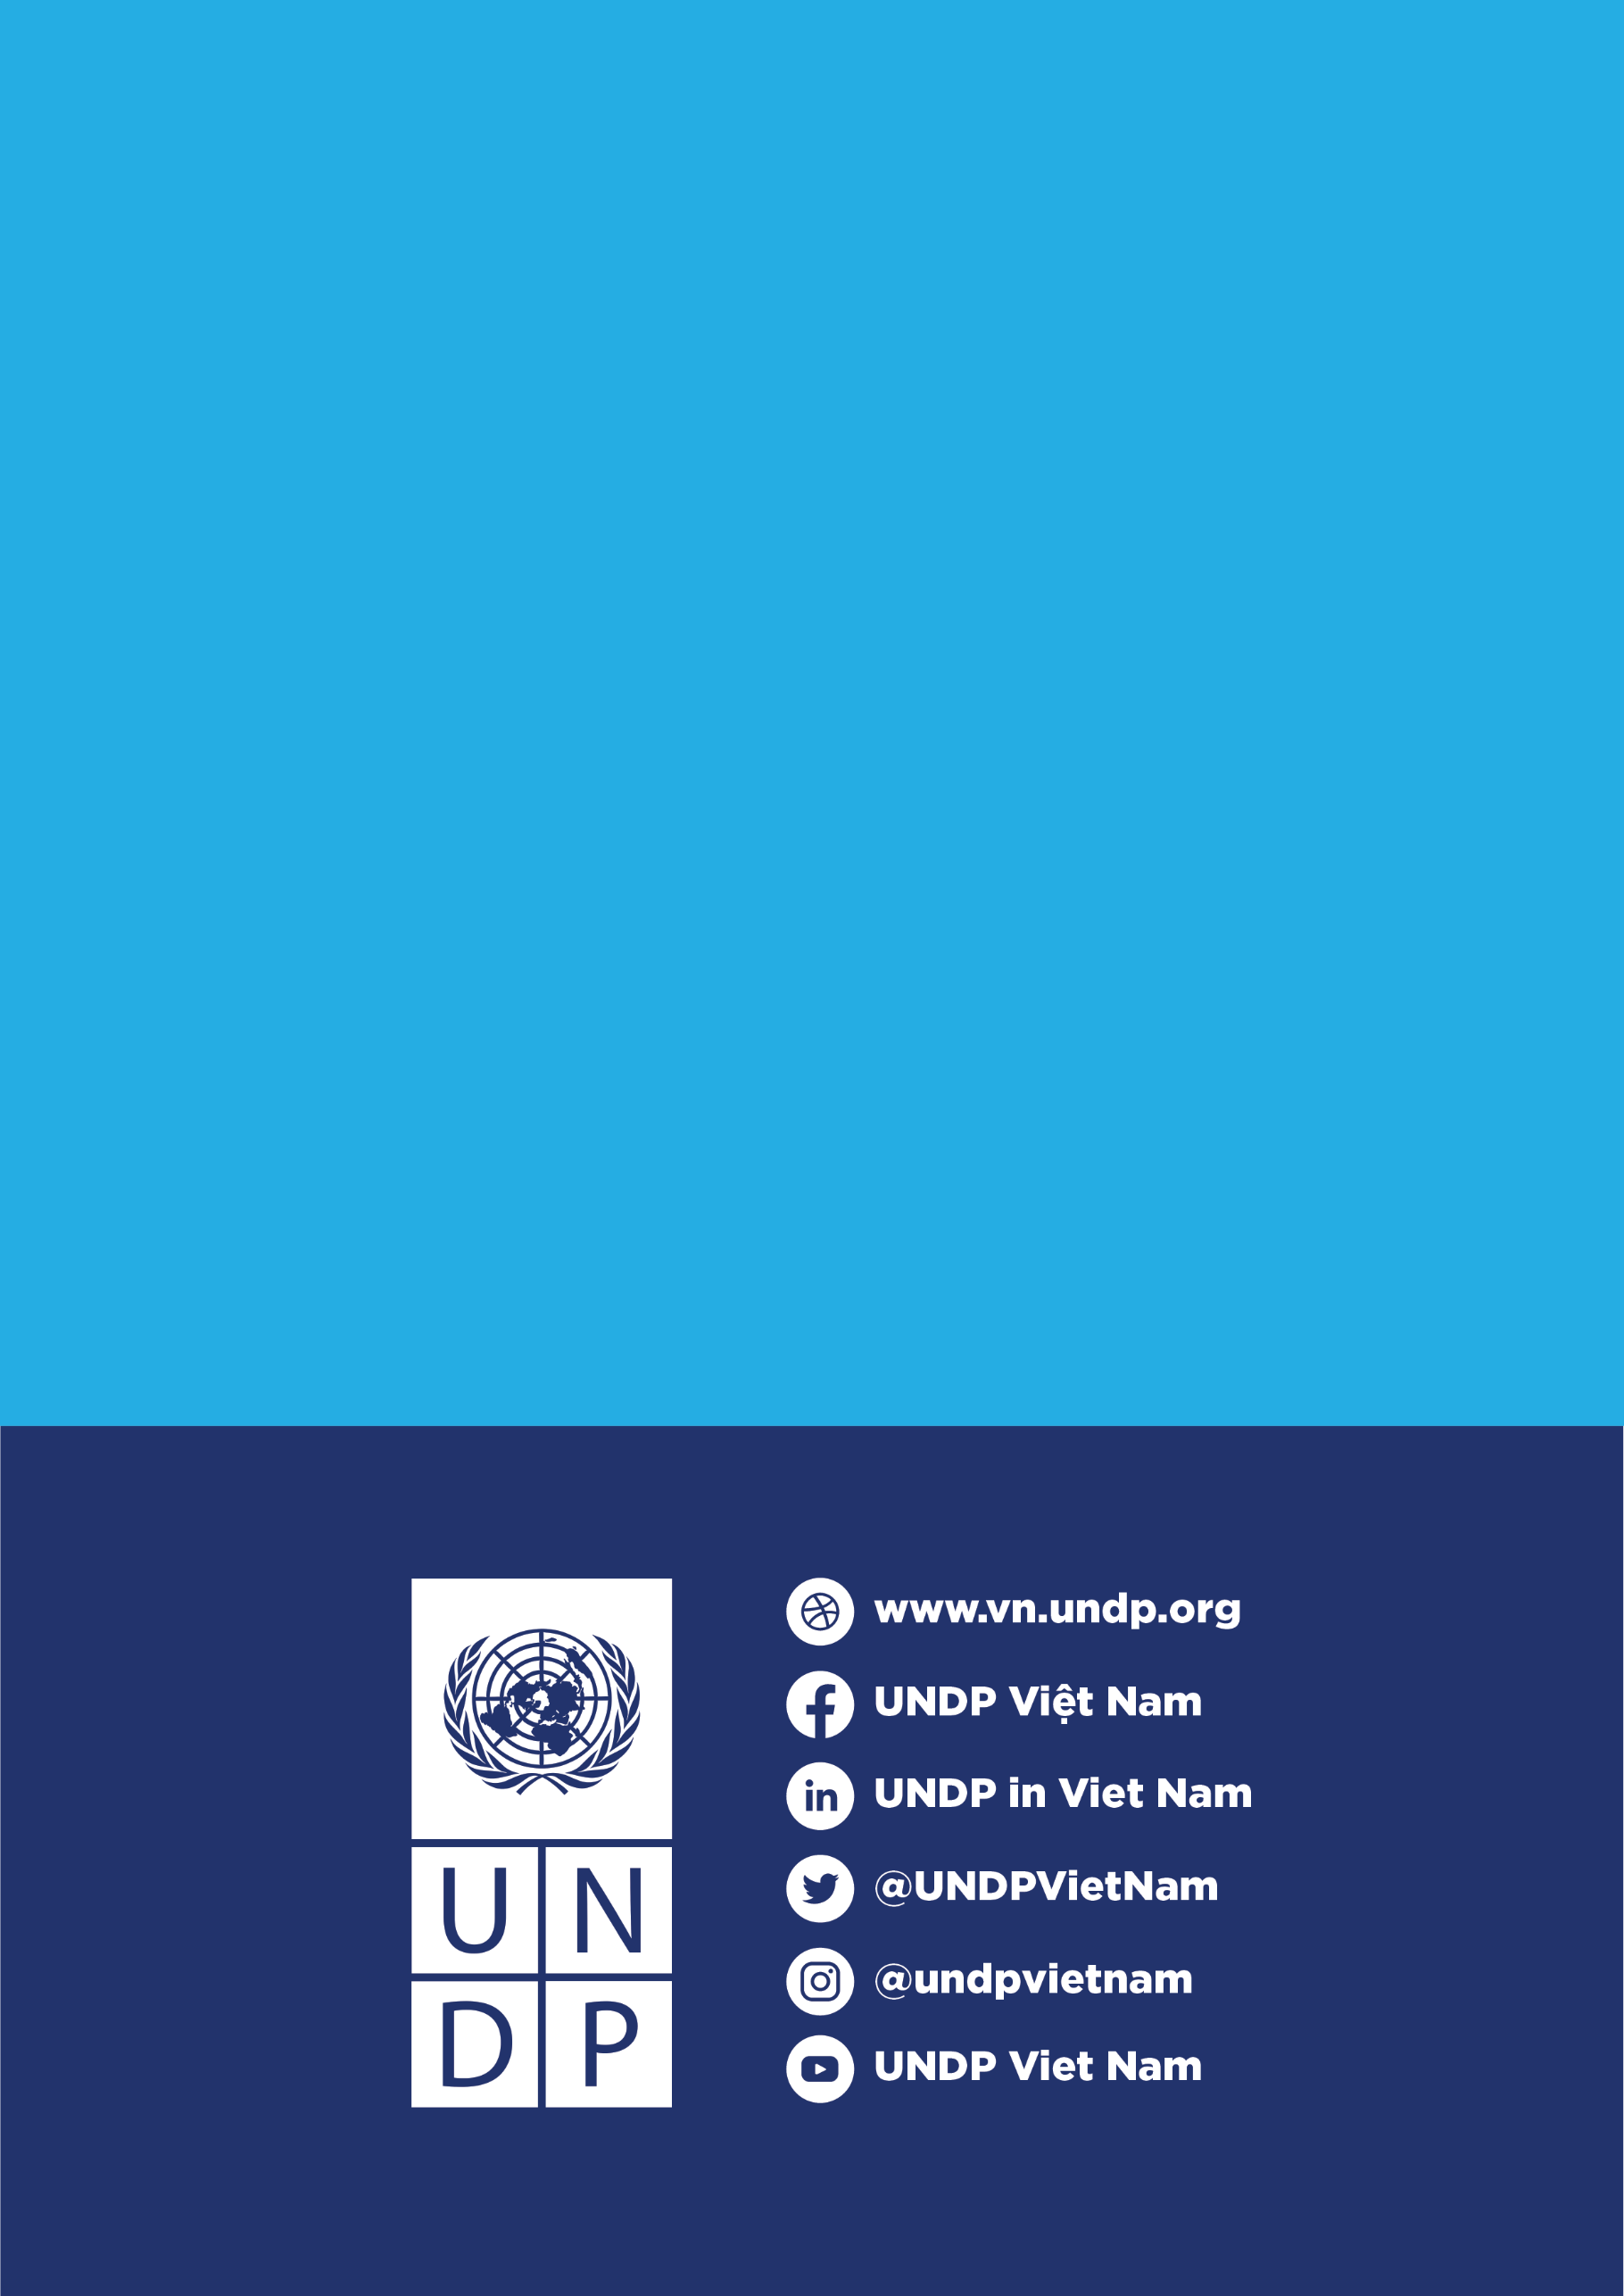 www.vn.undp.org
UNDP Việt Nam
UNDP in Viet Nam
@UNDPVietNam
@undpvietnam
UNDP Viet Nam
U N
D P